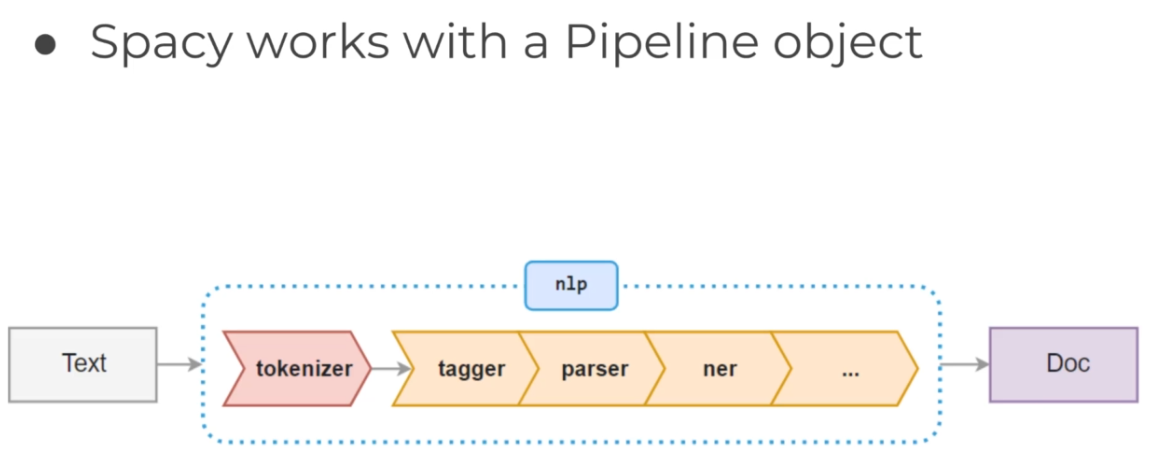 ● Spacy works with a Pipeline object
nlp
Text
tokenizer
tagger
parser
ner
...
Doc